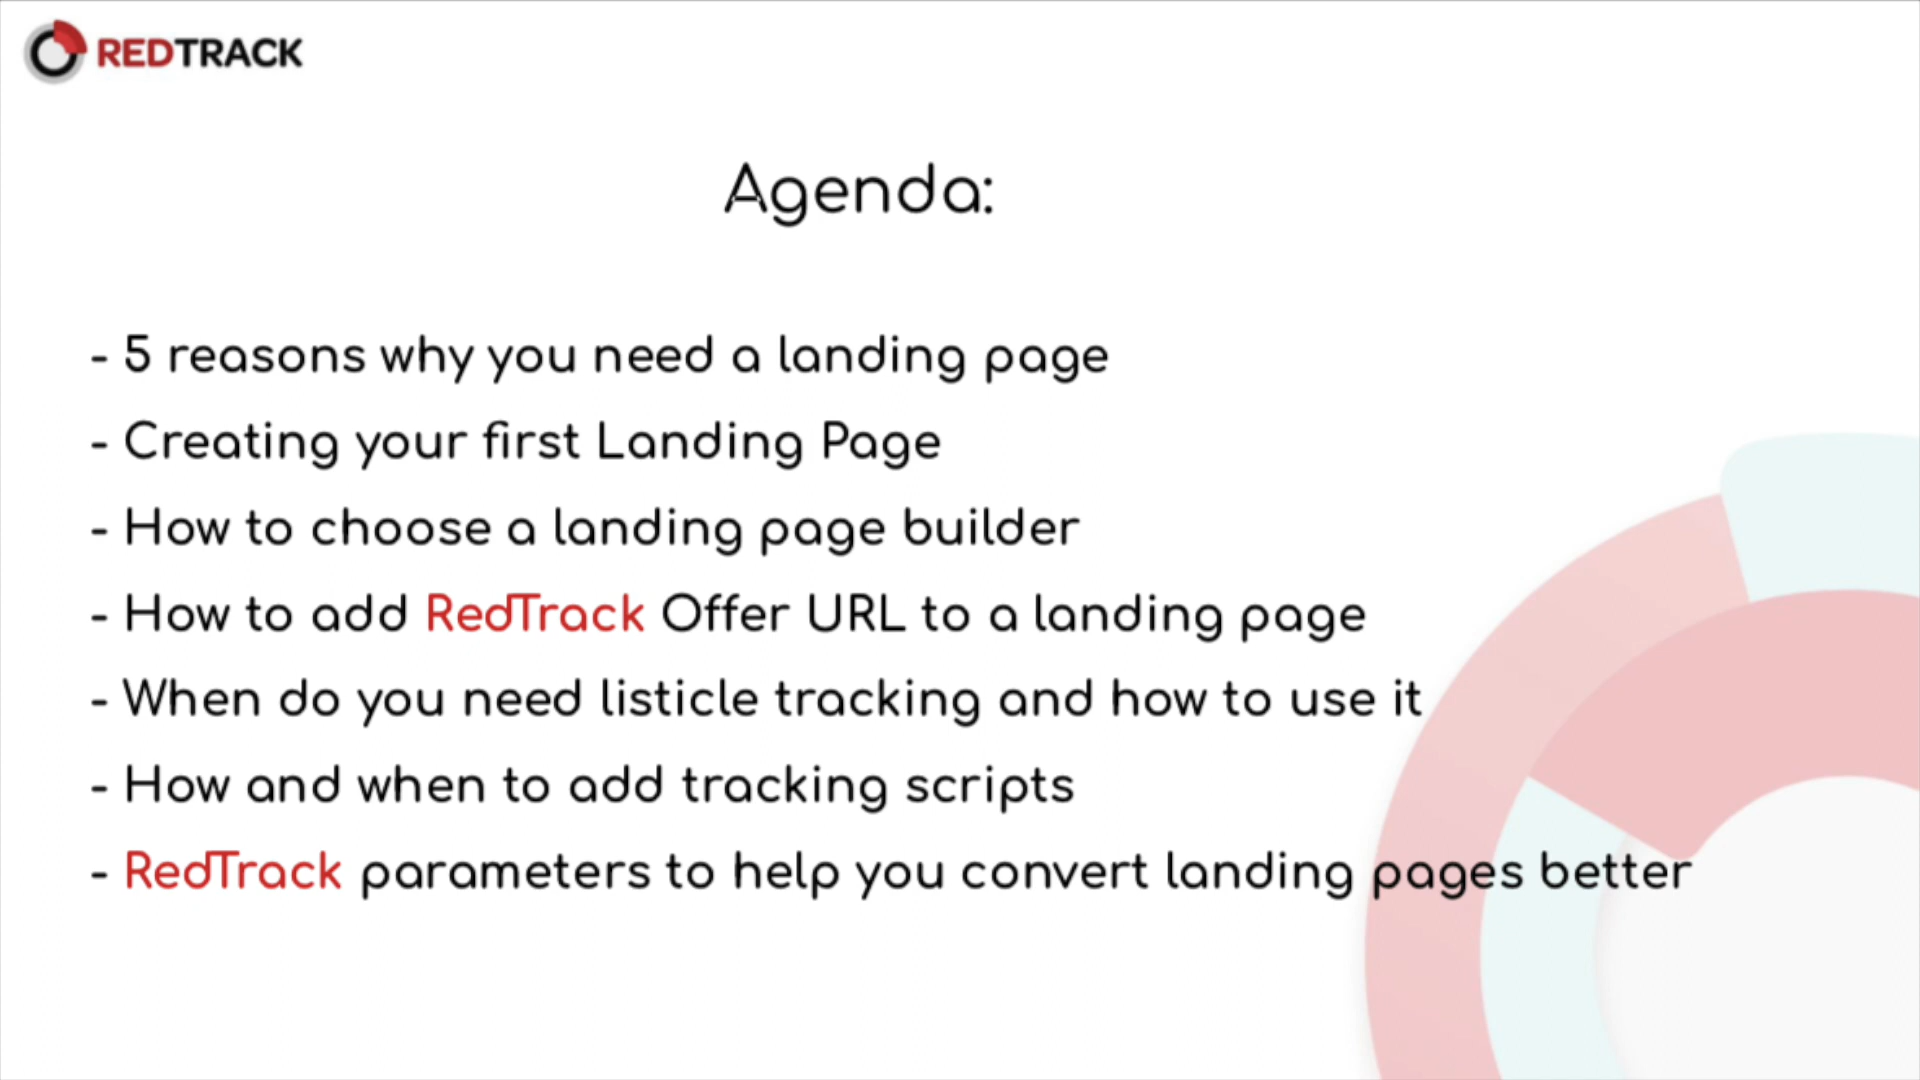 REDTRACK
Agenda:
- 5 reasons why you need a landing page
- Creating your first Landing Page
- How to choose a landing page builder
- How to add RedTrack Offer URL to a landing page
- When do you need listicle tracking and how to use it
- How and when to add tracking scripts
- RedTrack parameters to help you convert landing pages better